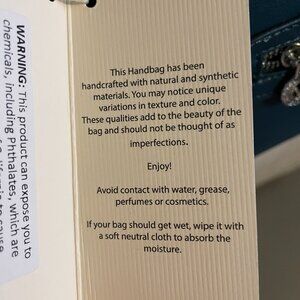 This Handbag has been
handcrafted with natural and synthetic
materials. You may notice unique
variations in texture and color.
These qualities add to the beauty of the
bag and should not be thought of as
imperfections.
Enjoy!
Avoid contact with water, grease,
perfumes or cosmetics.
If your bag should get wet, wipe it with
a soft neutral cloth to absorb the
moisture.
WARNING: This product can expose you to
chemicals, including Phthalates, which are
to cause